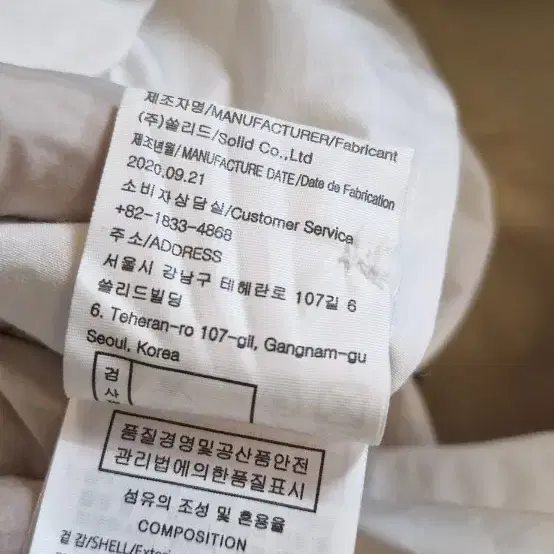 제조자명/MANUFACTURER/Fabricant
(주)쏠리드/Solid Co.,Ltd
제조년월/MANUFACTURE DATE/Date de Fabrication
2020.09.21
소비자상담실/Customer Service
+82-1833-4868
주소/ADDRESS
서울시 강남구 테헤란로 107길 6
쏠리드빌딩
6. Teheran-ro 107-gil, Gangnam-gu
Seoul, Korea
검
품질경영및공산품안전
관리법에의한품질표시
섬유의 조성 및 혼용율
COMPOSITION
겉감/SHELL/